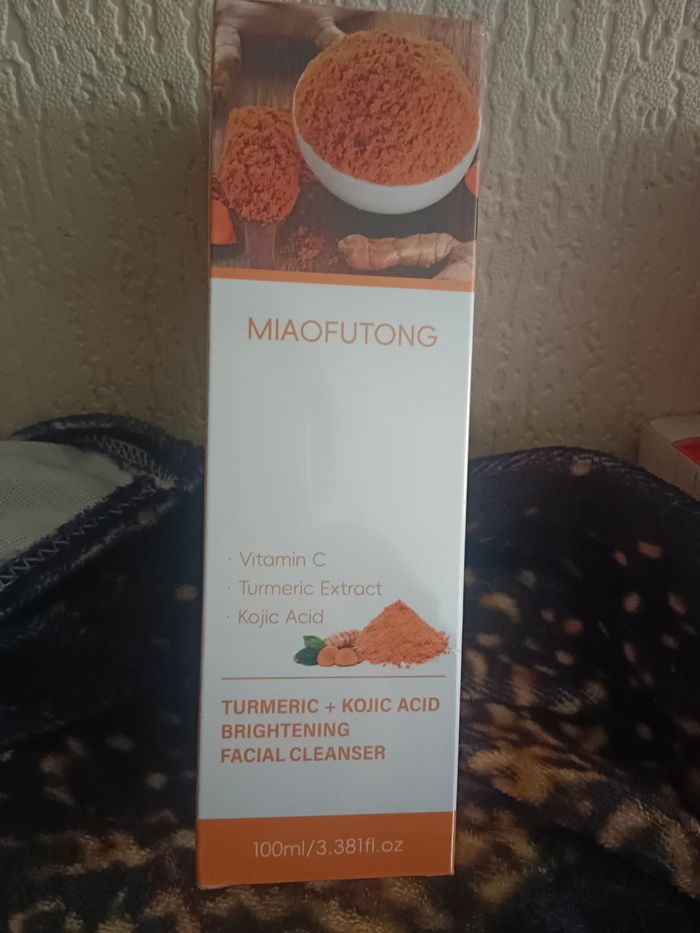 MIAOFUTONG
· Vitamin C
· Turmeric Extract
· Kojic Acid
TURMERIC + KOJIC ACID
BRIGHTENING
FACIAL CLEANSER
100ml/3.381fl.oz